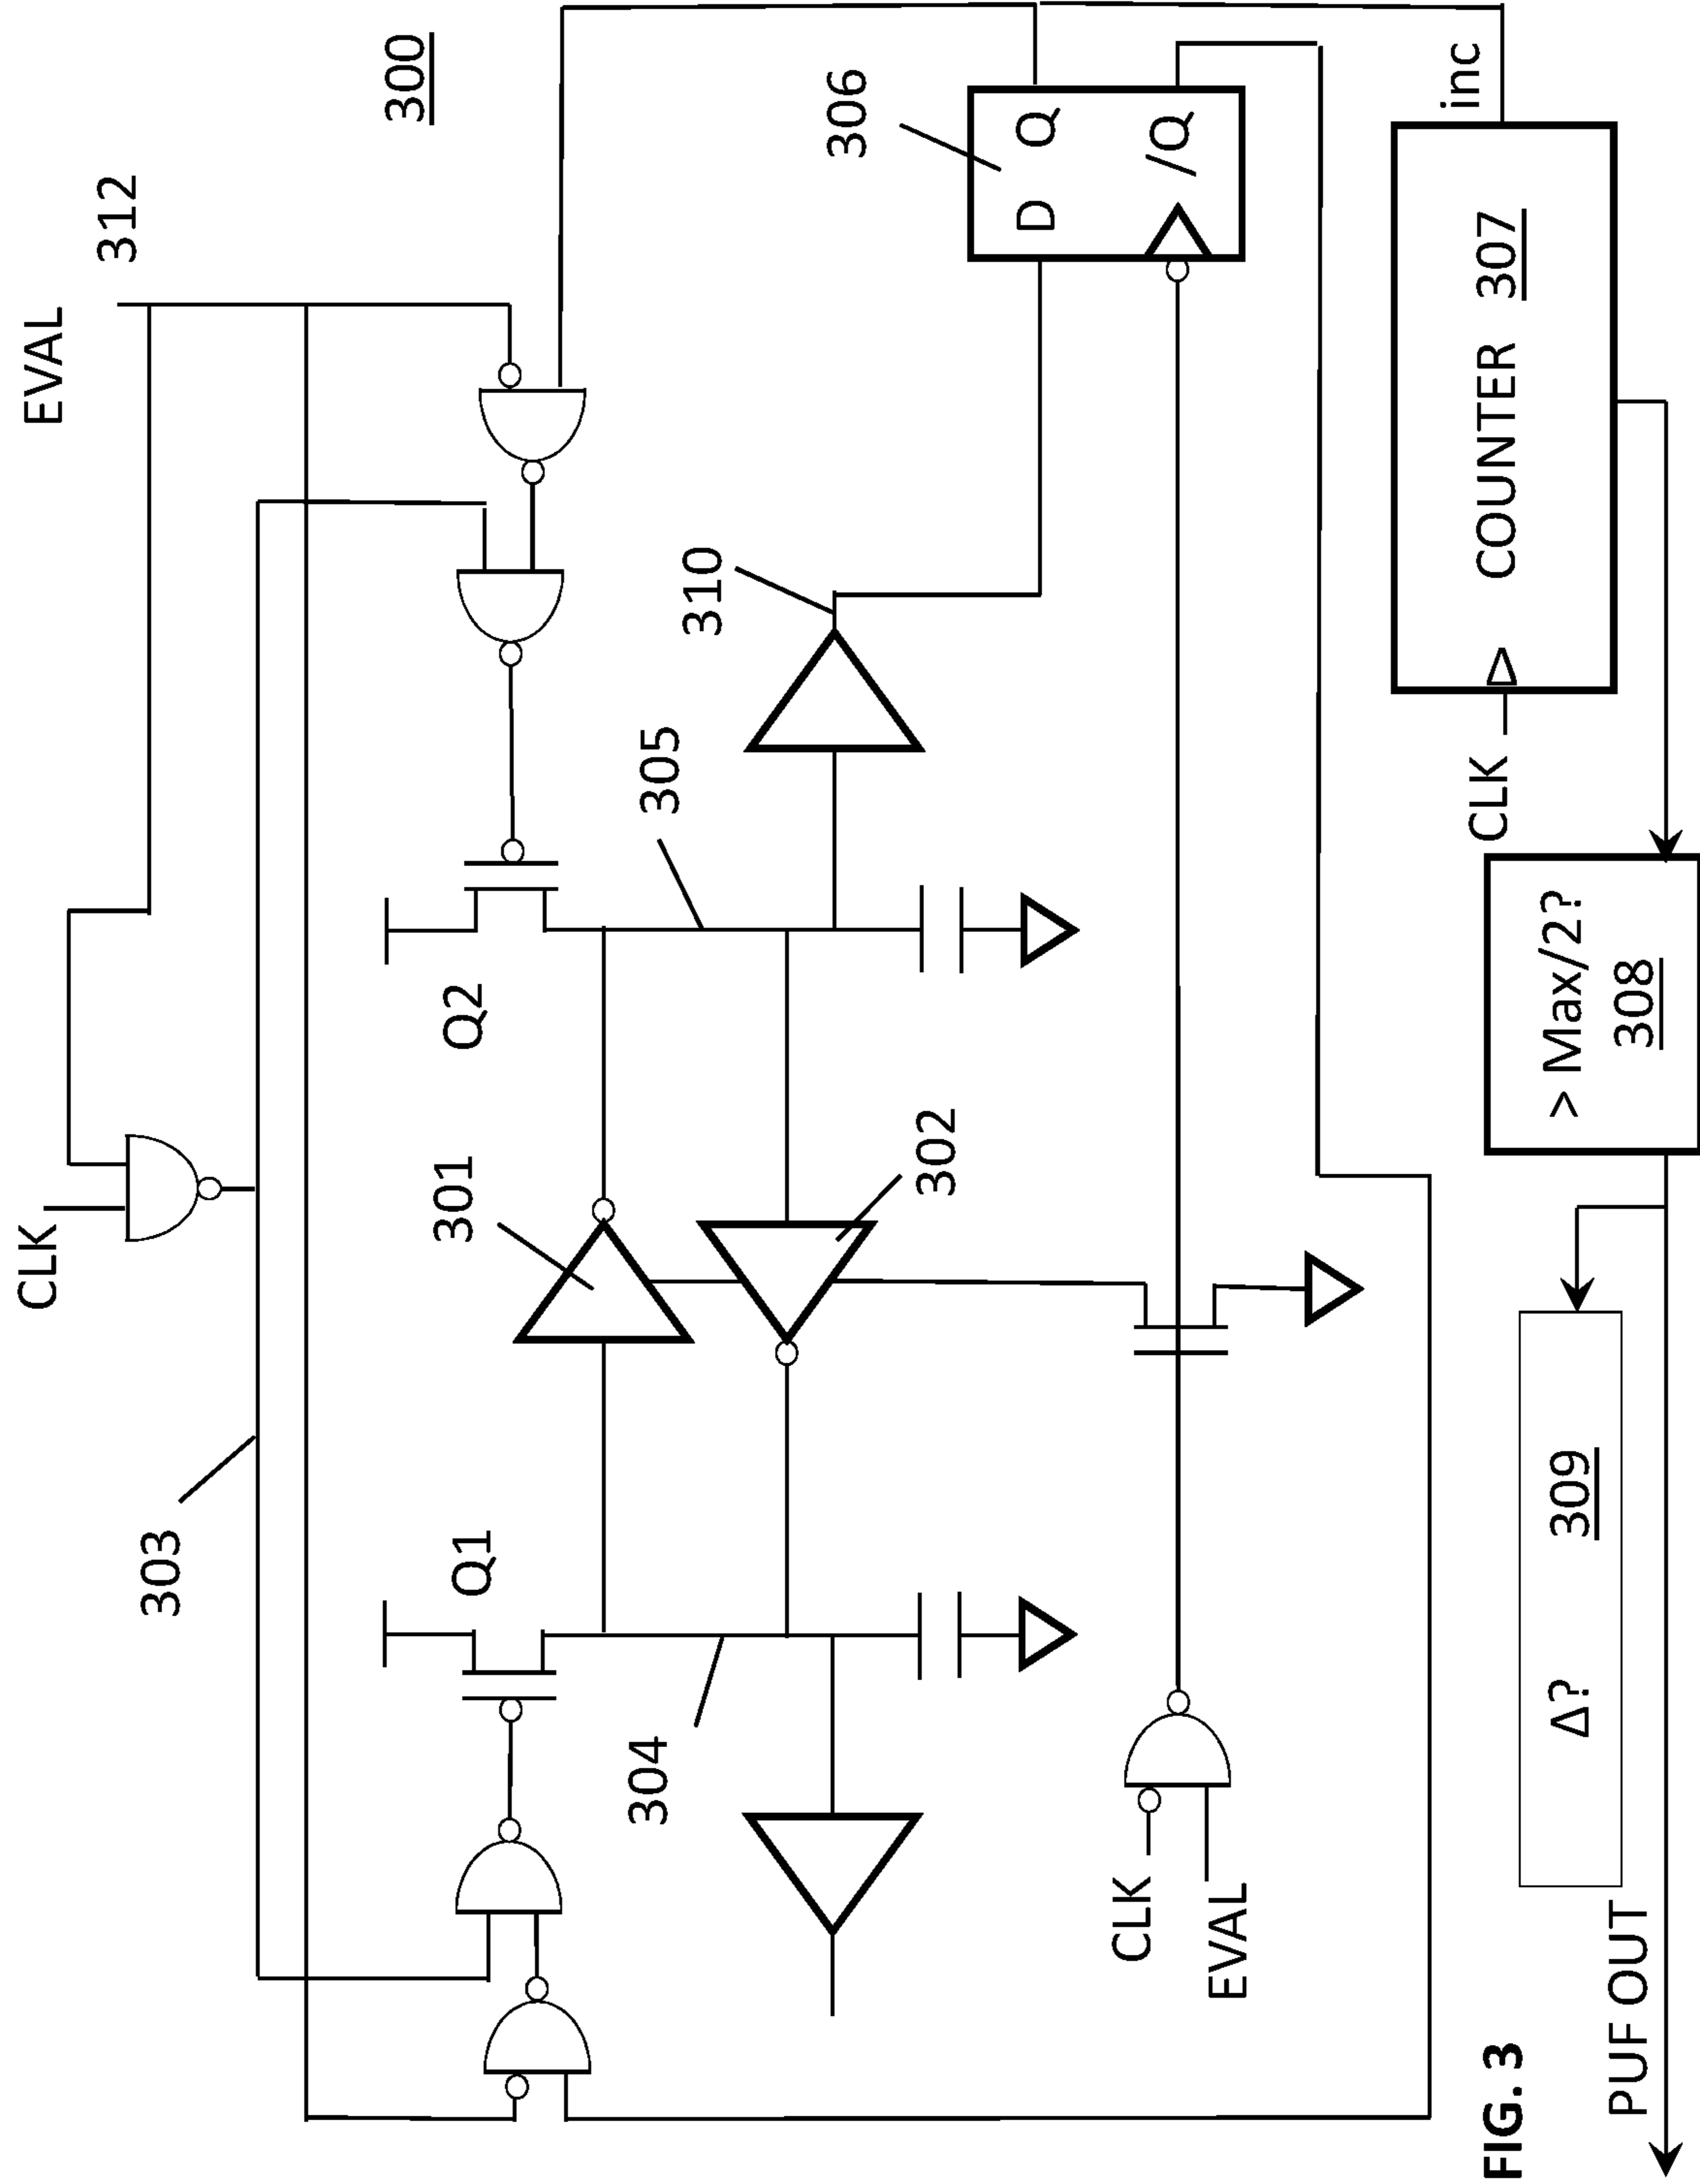 EVAL
312
CLK
300
303
Q1
Q2
301
304
305
310
302
306
D Q
/Q
CLK
EVAL
inc
COUNTER 307
CLK
> Max/2?
308
Δ? 309
PUF OUT
FIG. 3